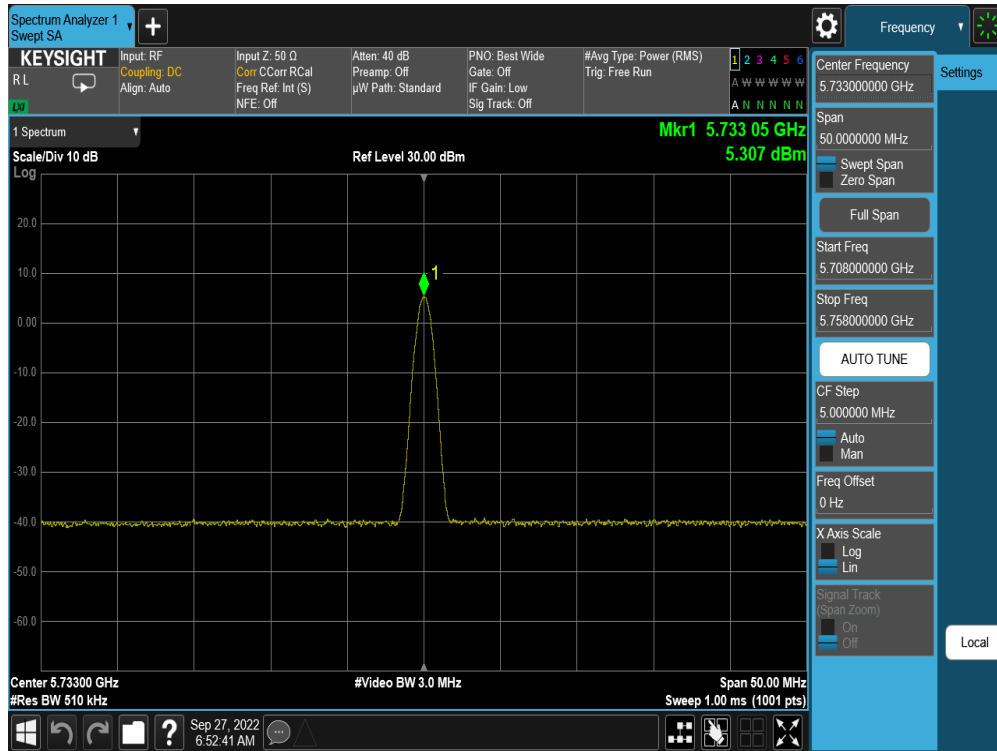 Spectrum Analyzer 1
Swept SA
Frequency
KEYSIGHT
R L
LXI
Input: RF
Coupling: DC
Align: Auto
Input Z: 50 Ω
Corr CCorr RCal
Freq Ref: Int (S)
NFE: Off
Atten: 40 dB
Preamp: Off
µW Path: Standard
PNO: Best Wide
Gate: Off
IF Gain: Low
Sig Track: Off
#Avg Type: Power (RMS)
Trig: Free Run
1 2 3 4 5 6
A W W W W W
A N N N N N
1 Spectrum
Mkr1 5.733 05 GHz
5.307 dBm
Scale/Div 10 dB
Ref Level 30.00 dBm
Log
20.0
10.0
0.00
-10.0
-20.0
-30.0
-40.0
-50.0
-60.0
1
Center 5.73300 GHz
#Video BW 3.0 MHz
Span 50.00 MHz
#Res BW 510 kHz
Sweep 1.00 ms (1001 pts)
Center Frequency
5.733000000 GHz
Settings
Span
50.0000000 MHz
Swept Span
Zero Span
Full Span
Start Freq
5.708000000 GHz
Stop Freq
5.758000000 GHz
AUTO TUNE
CF Step
5.000000 MHz
Auto
Man
Freq Offset
0 Hz
X Axis Scale
Log
Lin
Signal Track
(Span Zoom)
On
Off
Local
?
Sep 27, 2022
6:52:41 AM